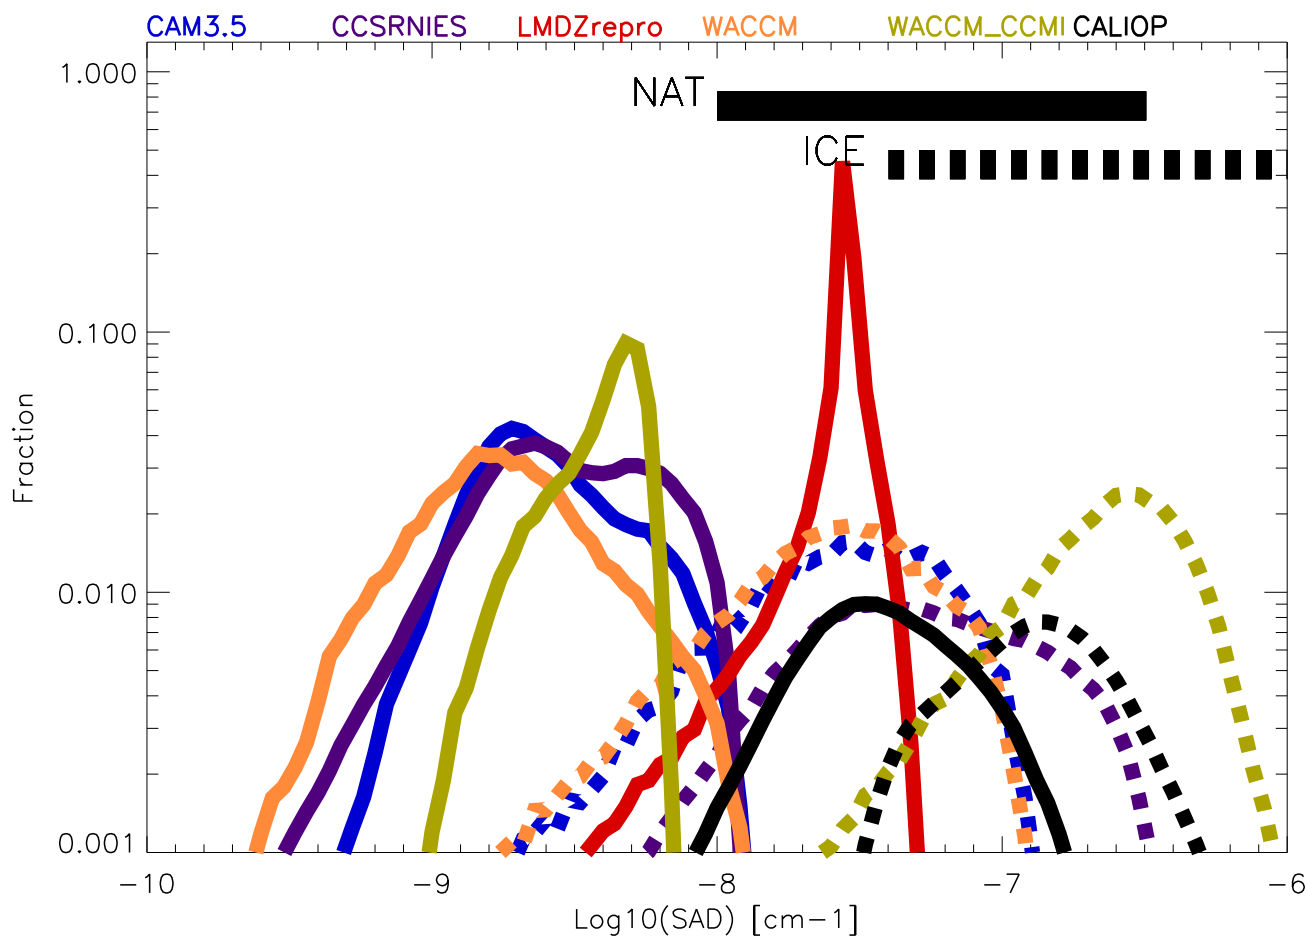 CAM3.5 CCSRNIES LMDZrepro WACCM WACCM_CCMI CALIOP
1.000
NAT
ICE
0.100
Fraction
0.010
0.001
-10 -9 -8 -7 -6
Log10(SAD) [cm-1]